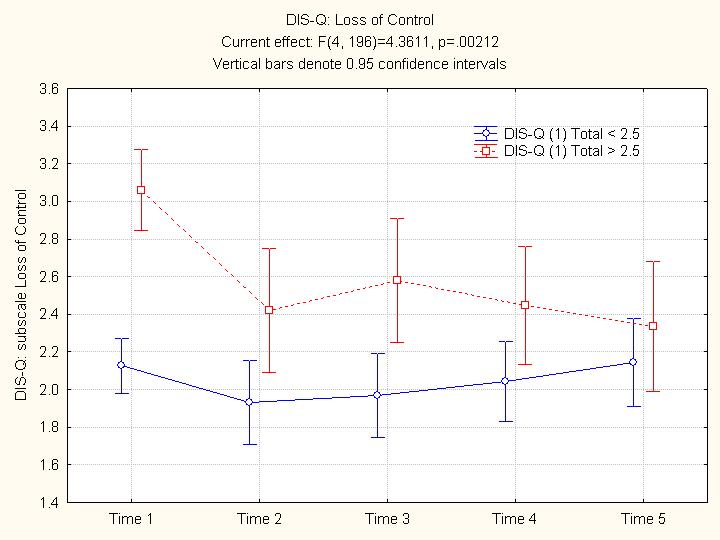 DIS-Q: Loss of Control
Current effect: F(4, 196)=4.3611, p=.00212
Vertical bars denote 0.95 confidence intervals
3.6
3.4
3.2
3.0
2.8
2.6
2.4
2.2
2.0
1.8
1.6
1.4
DIS-Q: subscale Loss of Control
DIS-Q (1) Total < 2.5
DIS-Q (1) Total > 2.5
Time 1
Time 2
Time 3
Time 4
Time 5